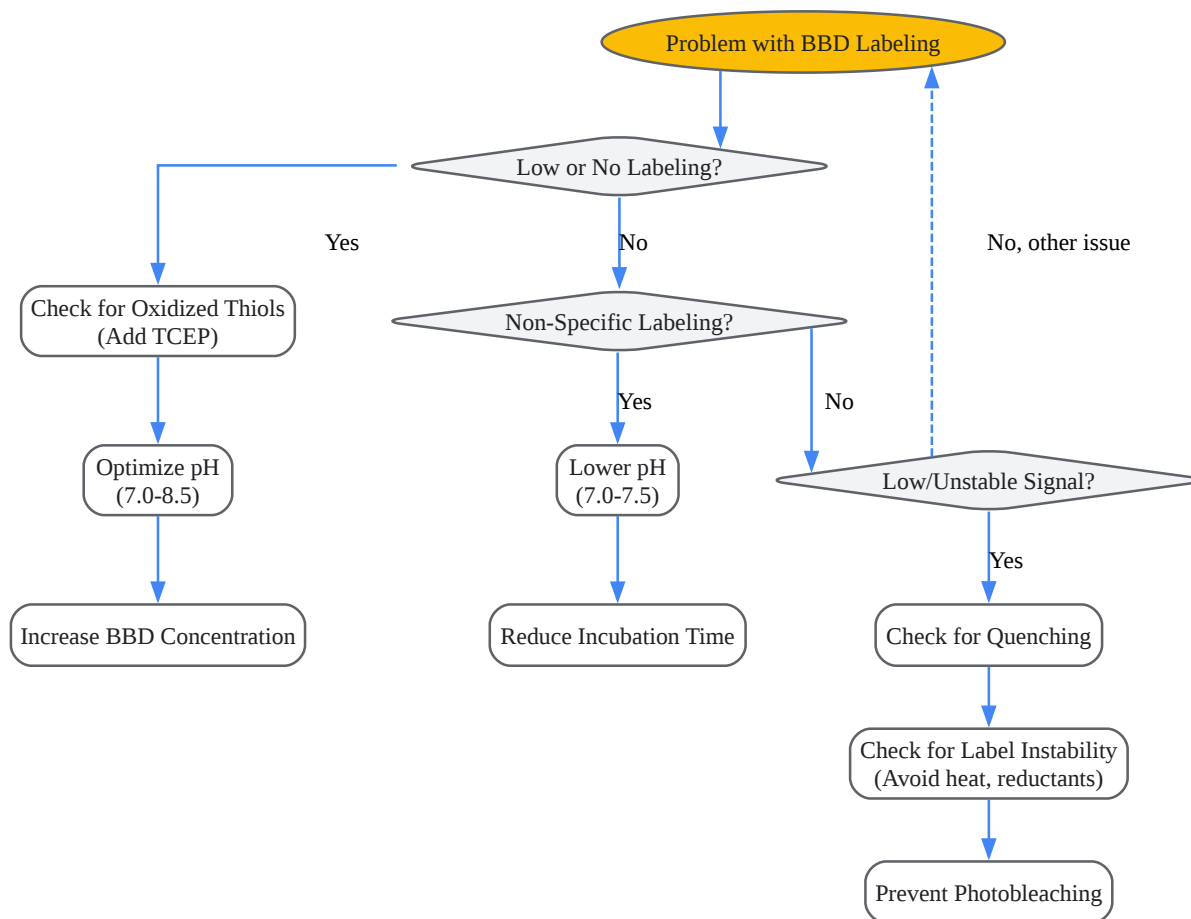 Problem with BBD Labeling
Low or No Labeling?
Yes
No
No, other issue
Check for Oxidized Thiols
(Add TCEP)
Non-Specific Labeling?
Yes
No
Optimize pH
(7.0-8.5)
Lower pH
(7.0-7.5)
Low/Unstable Signal?
Yes
Increase BBD Concentration
Reduce Incubation Time
Check for Quenching
Check for Label Instability
(Avoid heat, reductants)
Prevent Photobleaching